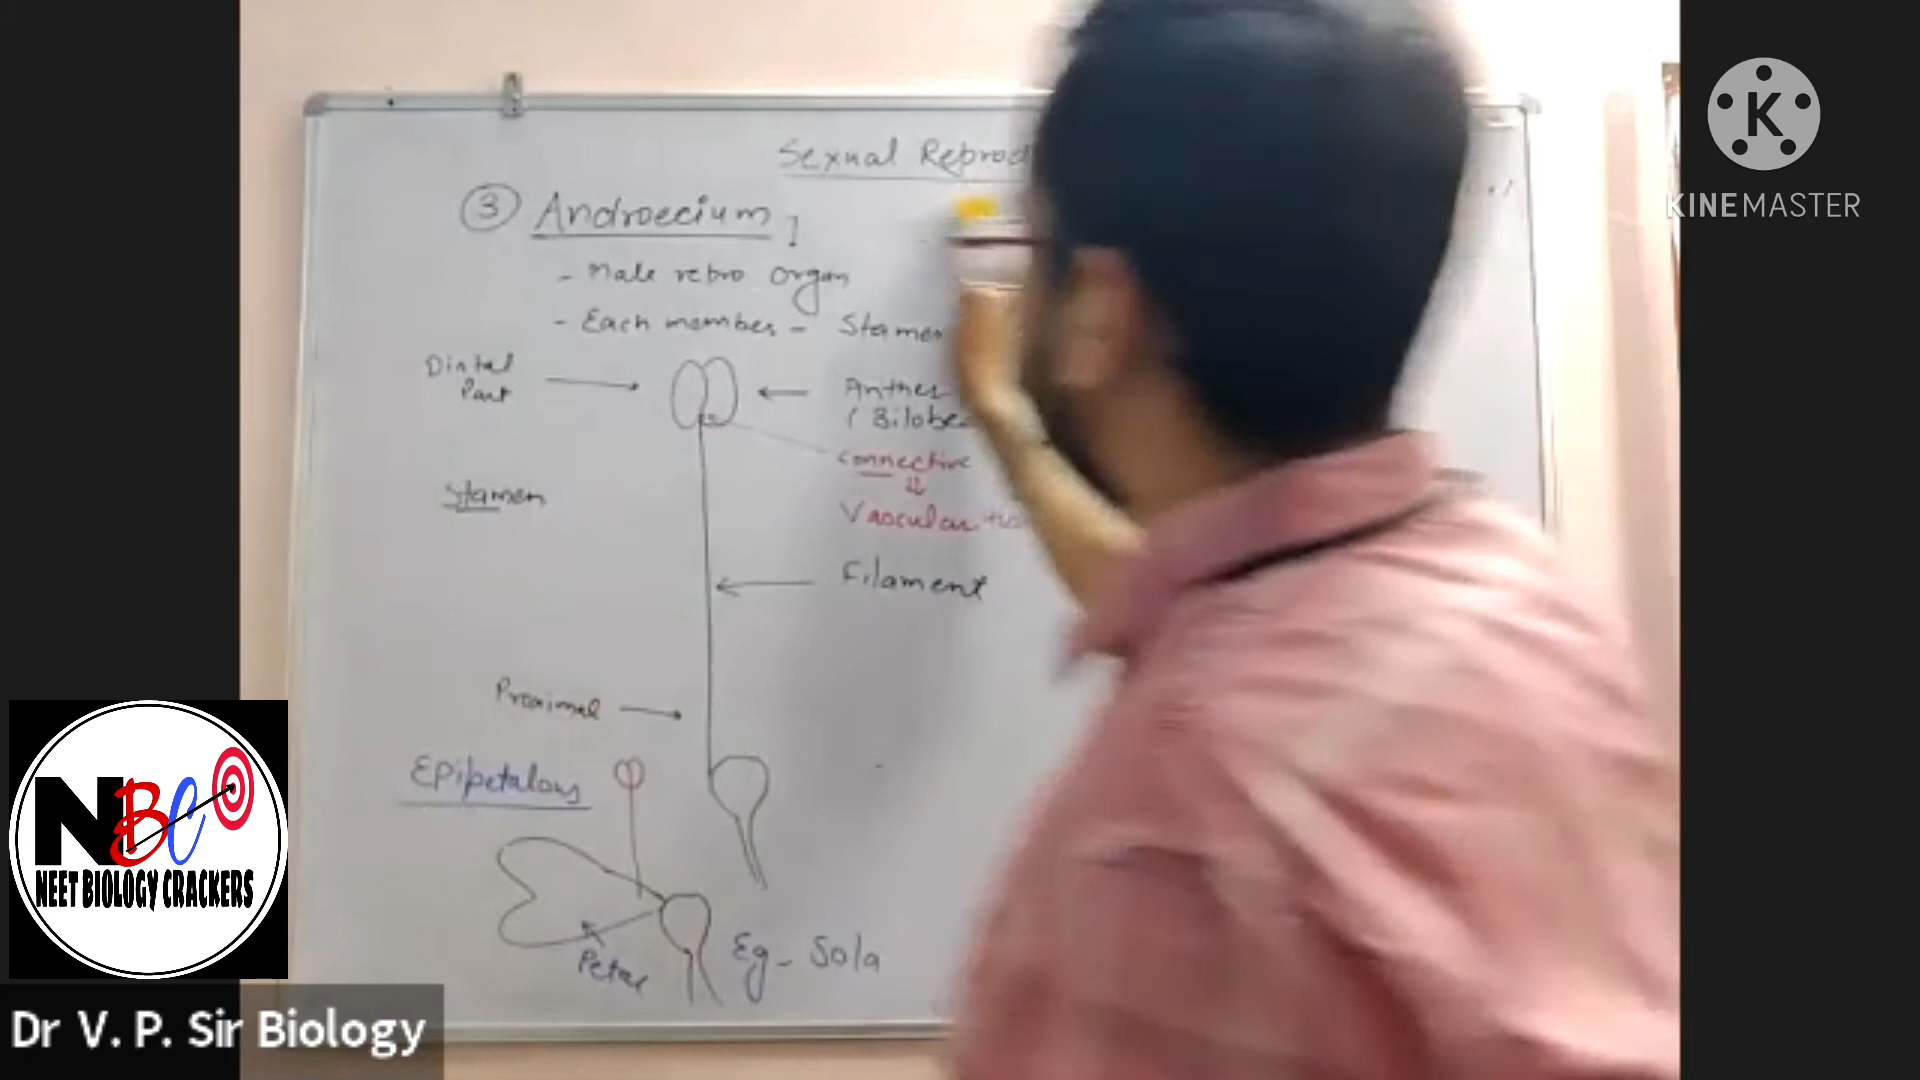 Sexual Reprod
③ Androecium
- Male repro organ
- Each member - Stamen
Distal
Part
Anther
(Bilobe
Connective
⇓
Vascular
Stamen
Filament
Proximal
Epipetalous
Petal
Eg - Sola
K
KINEMASTER
NBC
NEET BIOLOGY CRACKERS
Dr V. P. Sir Biology